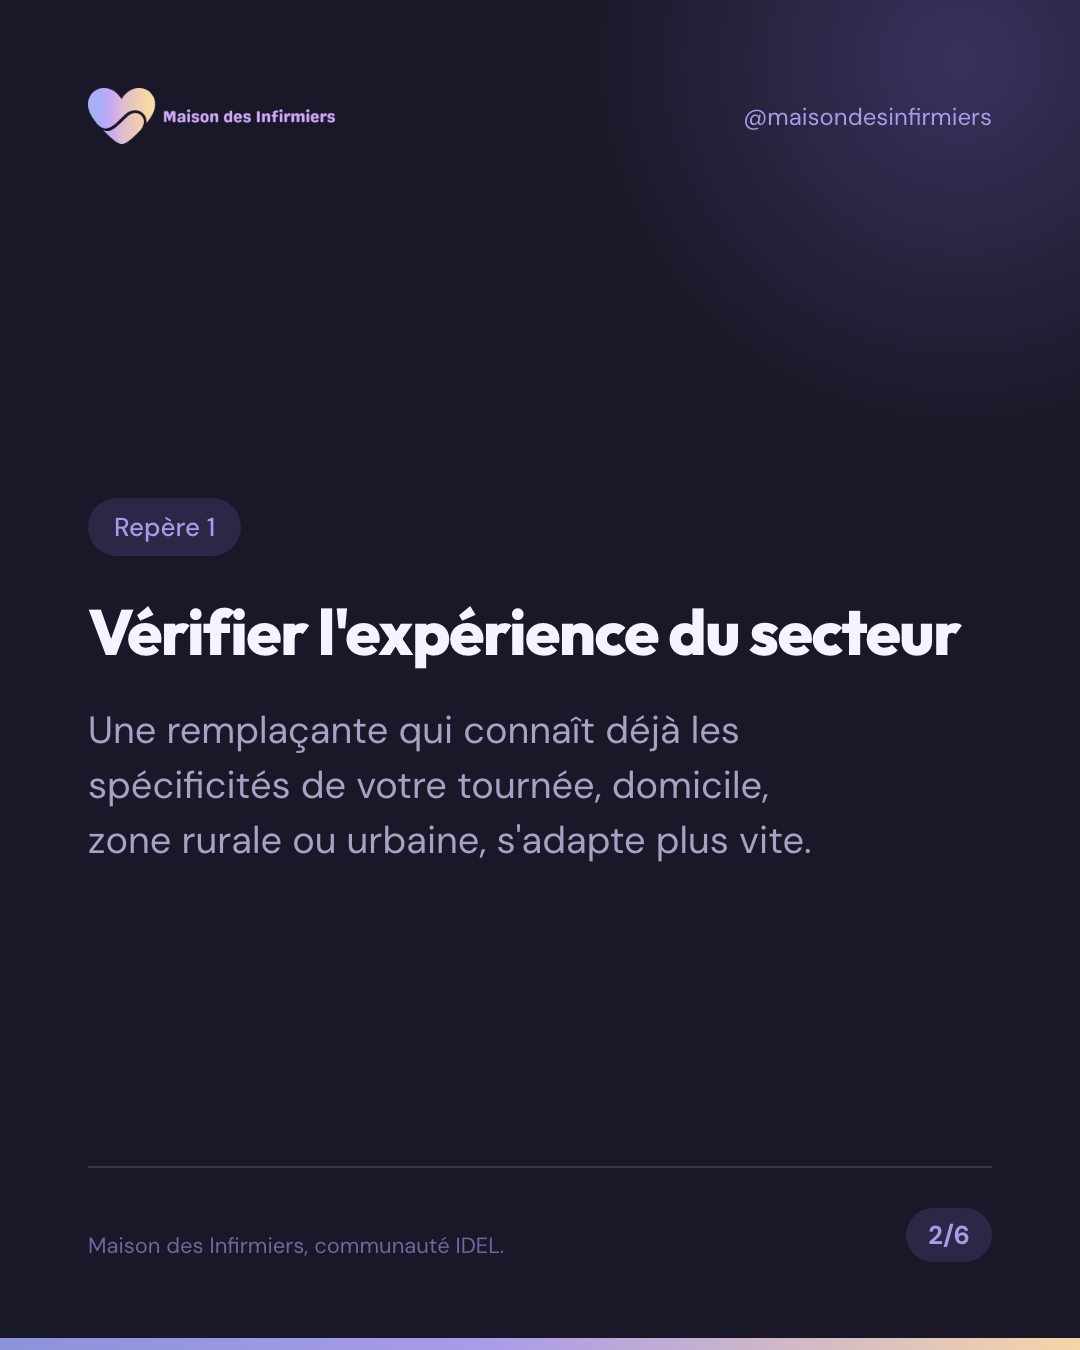 Maison des Infirmiers
@maisondesinfirmiers
Repère 1
Vérifier l'expérience du secteur
Une remplaçante qui connaît déjà les
spécificités de votre tournée, domicile,
zone rurale ou urbaine, s'adapte plus vite.
Maison des Infirmiers, communauté IDEL.
2/6